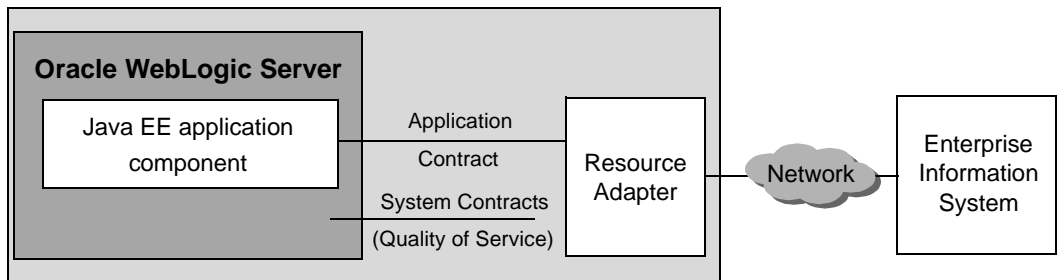 Oracle WebLogic Server
Java EE application
component
Application
Contract
System Contracts
(Quality of Service)
Resource
Adapter
Network
Enterprise
Information
System